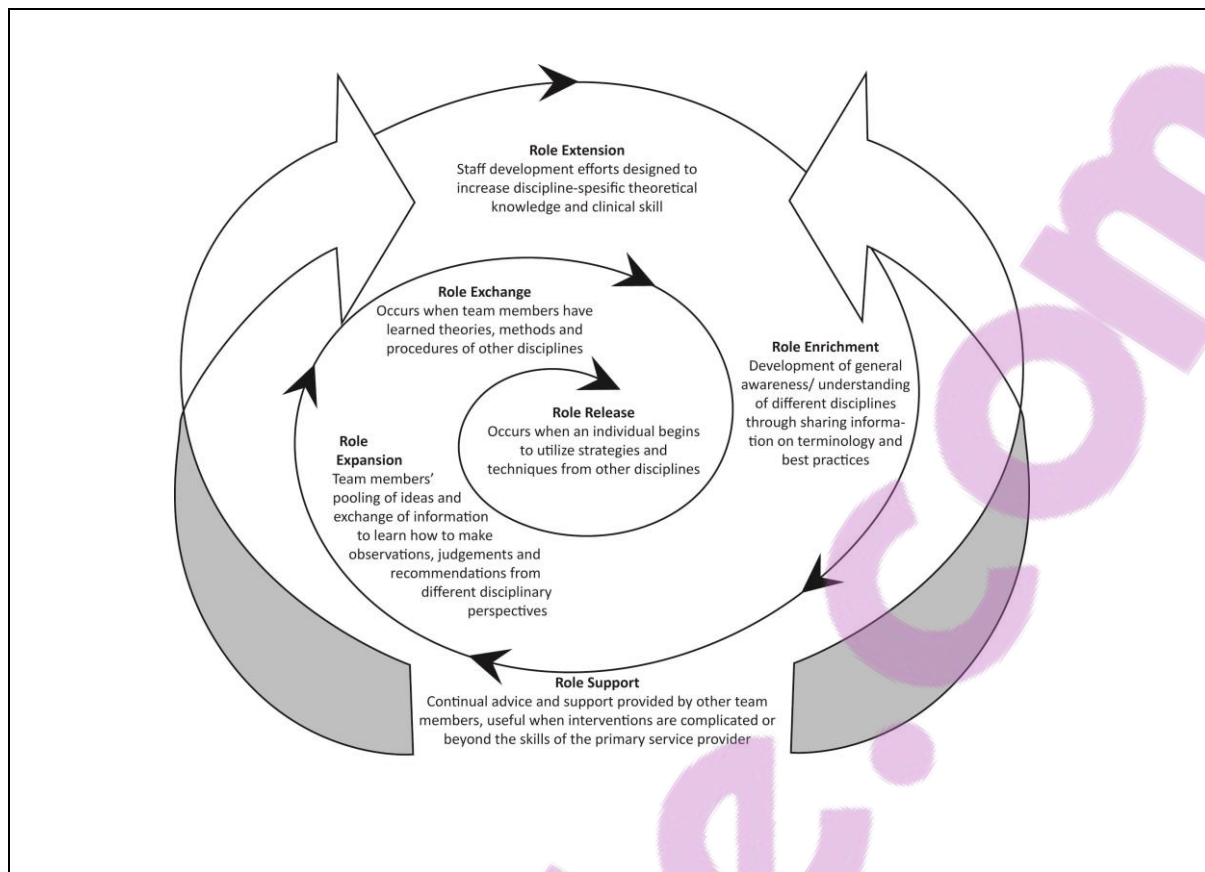 Role Extension
Staff development efforts designed to
increase discipline-spesific theoretical
knowledge and clinical skill
Role Exchange
Occurs when team members have
learned theories, methods and
procedures of other disciplines
Role Enrichment
Development of general
awareness/ understanding
of different disciplines
through sharing informa-
tion on terminology and
best practices
Role Release
Occurs when an individual begins
to utilize strategies and
techniques from other disciplines
Role
Expansion
Team members’
pooling of ideas and
exchange of information
to learn how to make
observations, judgements and
recommendations from
different disciplinary
perspectives
Role Support
Continual advice and support provided by other team
members, useful when interventions are complicated or
beyond the skills of the primary service provider
e.com